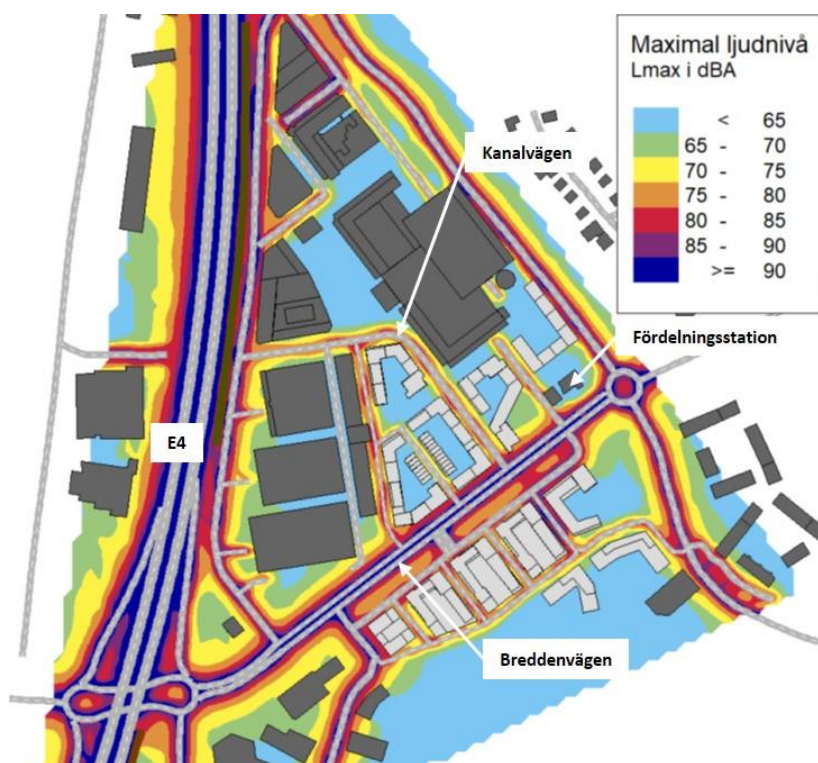 Maximal ljudnivå
Lmax i dBA
< 65
65 - 70
70 - 75
75 - 80
80 - 85
85 - 90
>= 90
Kanalvägen
Fördelningsstation
E4
Breddenvägen